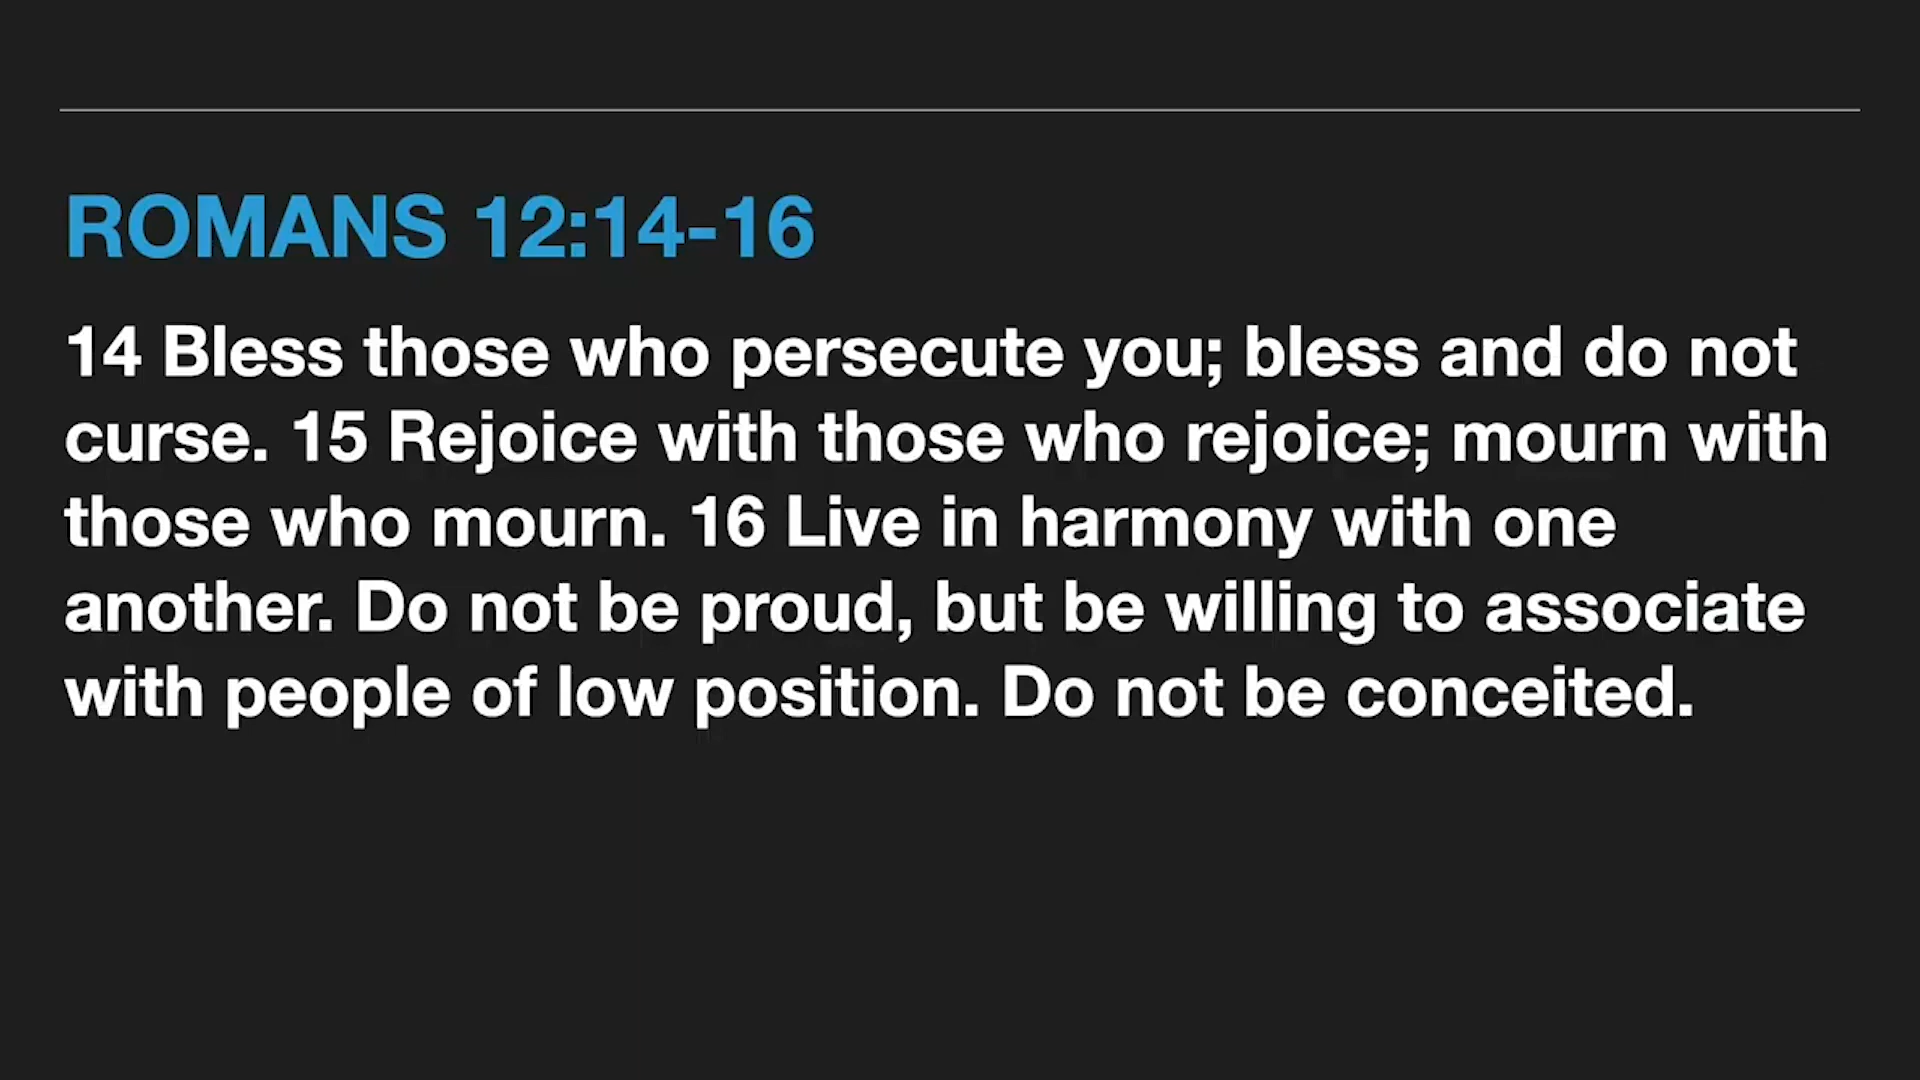 ROMANS 12:14-16
14 Bless those who persecute you; bless and do not
curse. 15 Rejoice with those who rejoice; mourn with
those who mourn. 16 Live in harmony with one
another. Do not be proud, but be willing to associate
with people of low position. Do not be conceited.